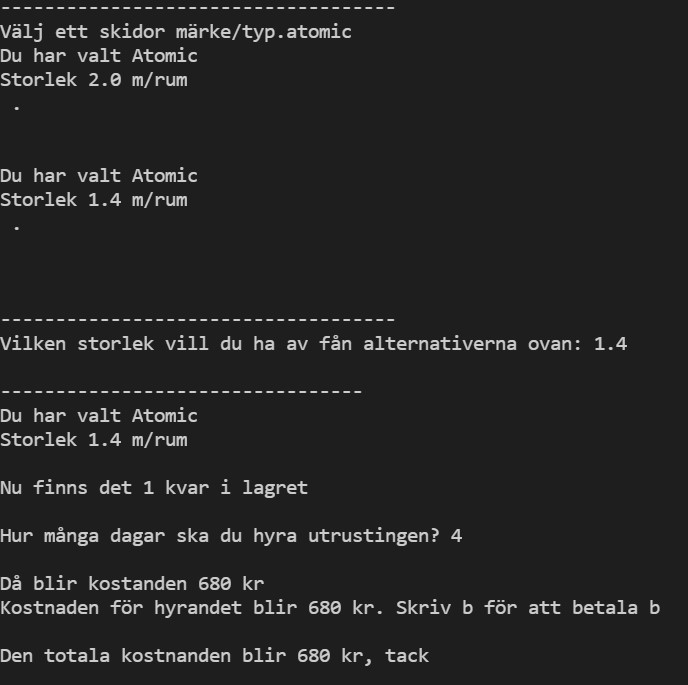 ------------------------------------
Välj ett skidor märke/typ.atomic
Du har valt Atomic
Storlek 2.0 m/rum
.
Du har valt Atomic
Storlek 1.4 m/rum
.
------------------------------------
Vilken storlek vill du ha av fån alternativerna ovan: 1.4
---------------------------------
Du har valt Atomic
Storlek 1.4 m/rum
Nu finns det 1 kvar i lagret
Hur många dagar ska du hyra utrustingen? 4
Då blir kostanden 680 kr
Kostnaden för hyrandet blir 680 kr. Skriv b för att betala b
Den totala kostnanden blir 680 kr, tack